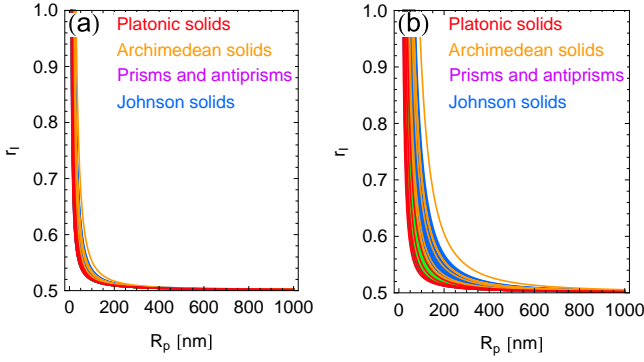 (a)
Platonic solids
Archimedean solids
Prisms and antiprisms
Johnson solids
1.0
0.9
0.8
0.7
0.6
0.5
r_l
0
200
400
600
800
1000
R_p [nm]
(b)
Platonic solids
Archimedean solids
Prisms and antiprisms
Johnson solids
1.0
0.9
0.8
0.7
0.6
0.5
r_l
0
200
400
600
800
1000
R_p [nm]